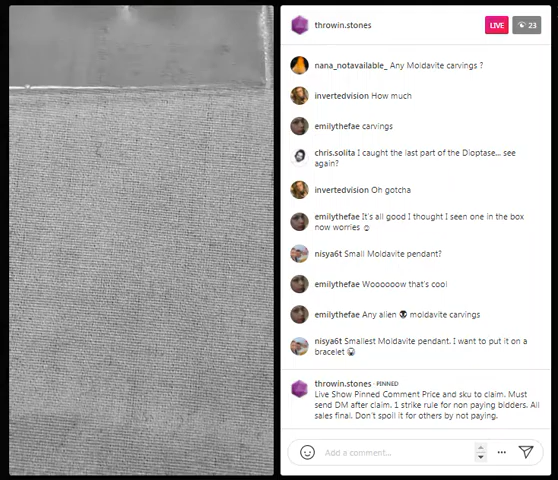 throwin.stones
LIVE
23
nana_notavailable_ Any Moldavite carvings ?
invertedvision How much
emilythefae carvings
chris.solita I caught the last part of the Dioptase... see
again?
invertedvision Oh gotcha
emilythefae It's all good I thought I seen one in the box
now worries
nisya6t Small Moldavite pendant?
emilythefae Woooooow that's cool
emilythefae Any alien 👽 moldavite carvings
nisya6t Smallest Moldavite pendant. I want to put it on a
bracelet 😭
throwin.stones · PINNED
Live Show Pinned Comment Price and sku to claim. Must
send DM after claim. 1 strike rule for non paying bidders. All
sales final. Don't spoil it for others by not paying.
Add a comment...